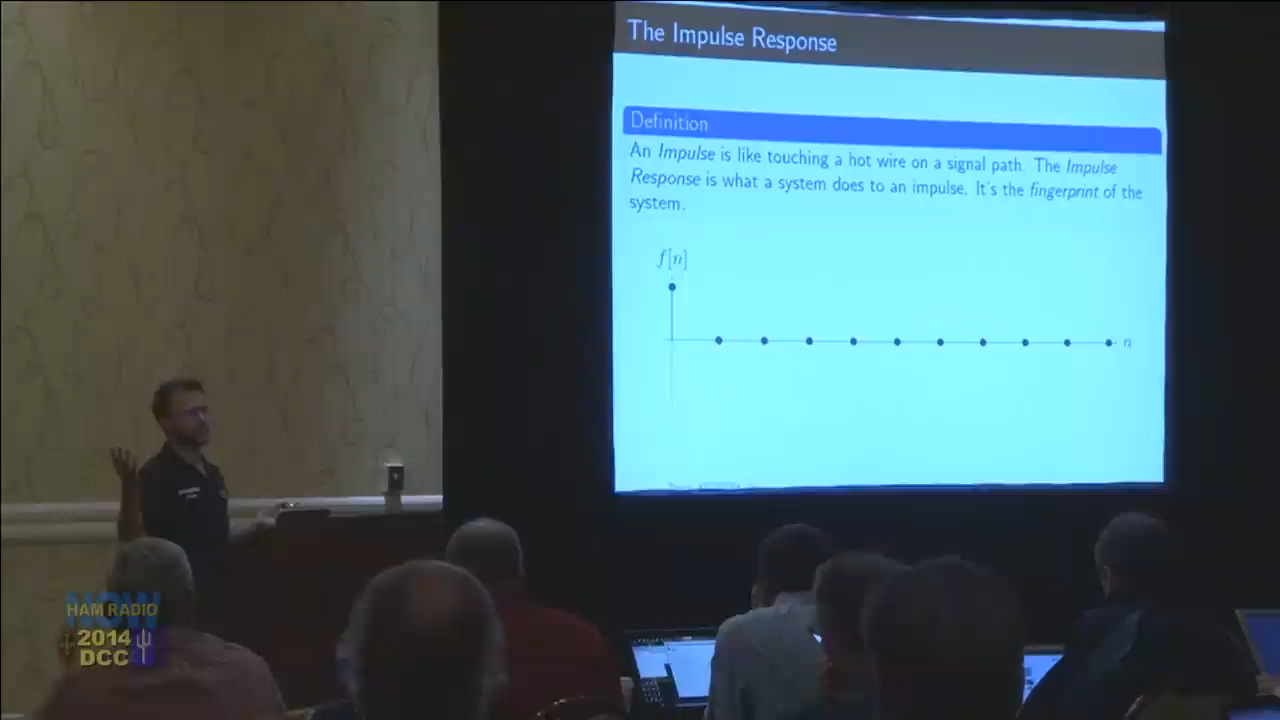 The Impulse Response
Definition
An Impulse is like touching a hot wire on a signal path. The Impulse
Response is what a system does to an impulse. It's the fingerprint of the
system.
f[n]
n
HAM RADIO
NOW
2014
DCC